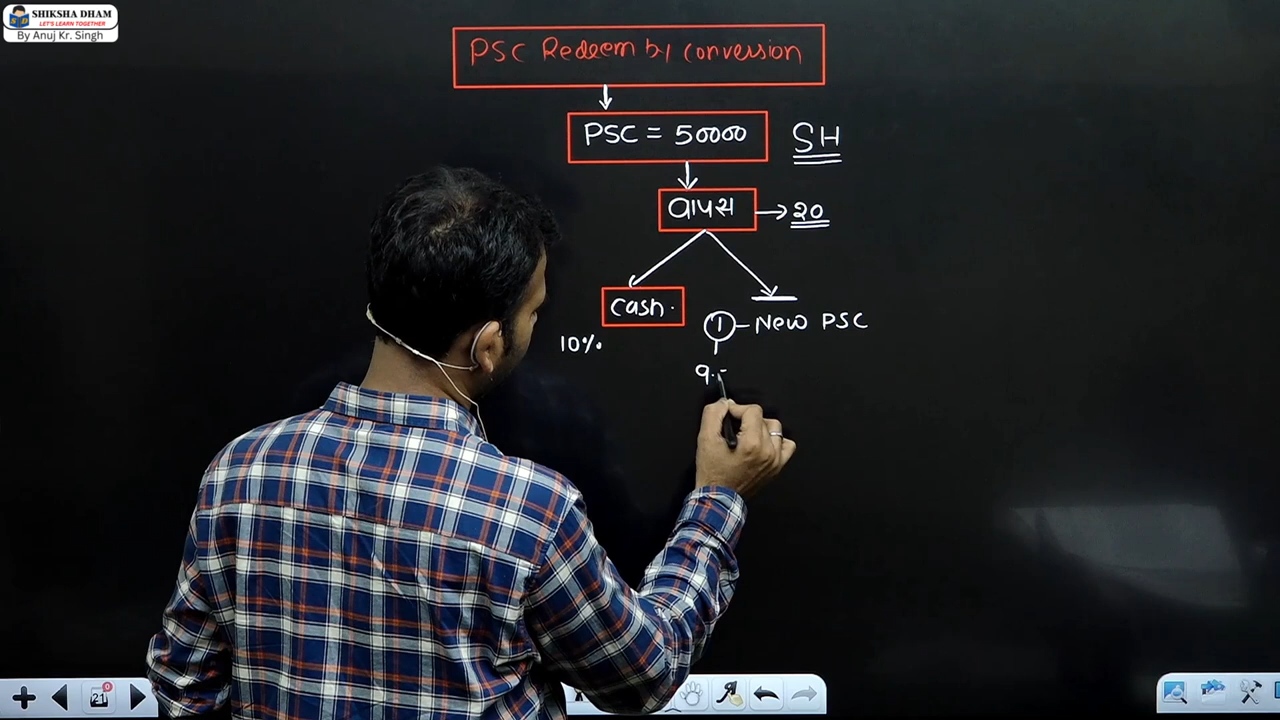 SHIKSHA DHAM
LET'S LEARN TOGETHER
By Anuj Kr. Singh
PSC Redeem by conversion
PSC = 50000 SH
वापस → 20
Cash.
① - New PSC
10%
21